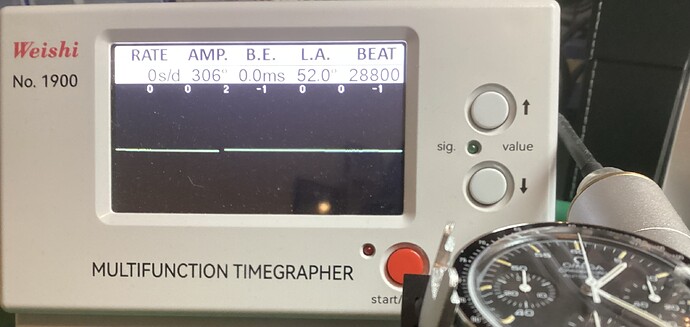 Weishi
No. 1900
RATE AMP. B.E. L.A. BEAT
0s/d 306° 0.0ms 52.0° 28800
0 0 2 -1 0 0 -1
sig. value
MULTIFUNCTION TIMEGRAPHER
start/
OMEGA